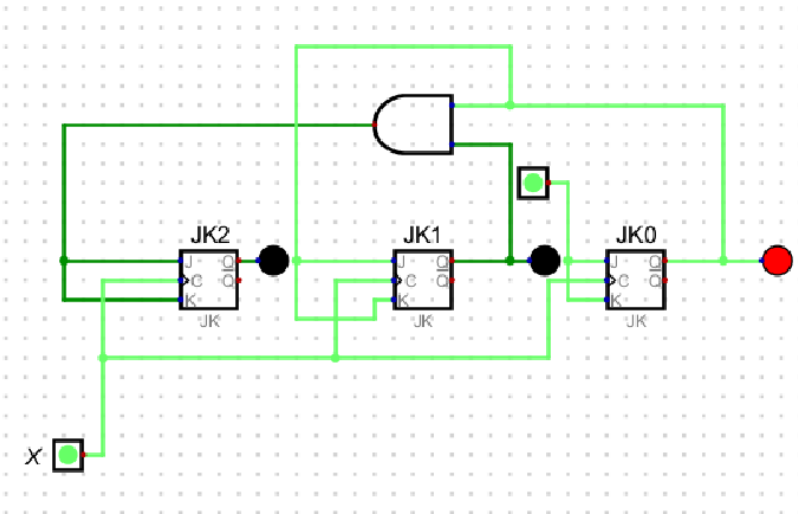 JK2 JK1 JK0
J Q J Q J Q
C Q C Q C Q
K K K
JK JK JK
X